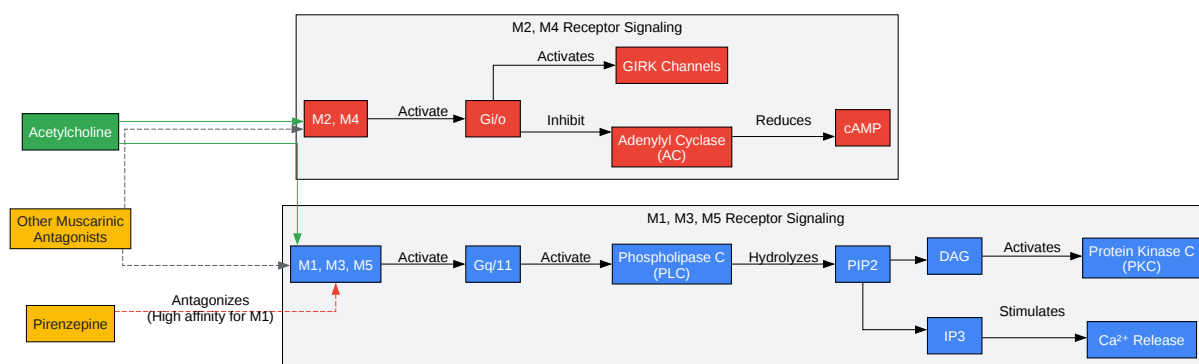 M2, M4 Receptor Signaling
Activates
GIRK Channels
Acetylcholine
M2, M4
Activate
Gi/o
Inhibit
Adenylyl Cyclase
(AC)
Reduces
cAMP
Other Muscarinic
Antagonists
M1, M3, M5 Receptor Signaling
M1, M3, M5
Activate
Gq/11
Activate
Phospholipase C
(PLC)
Hydrolyzes
PIP2
DAG
Activates
Protein Kinase C
(PKC)
Pirenzepine
Antagonizes
(High affinity for M1)
IP3
Stimulates
Ca²⁺ Release